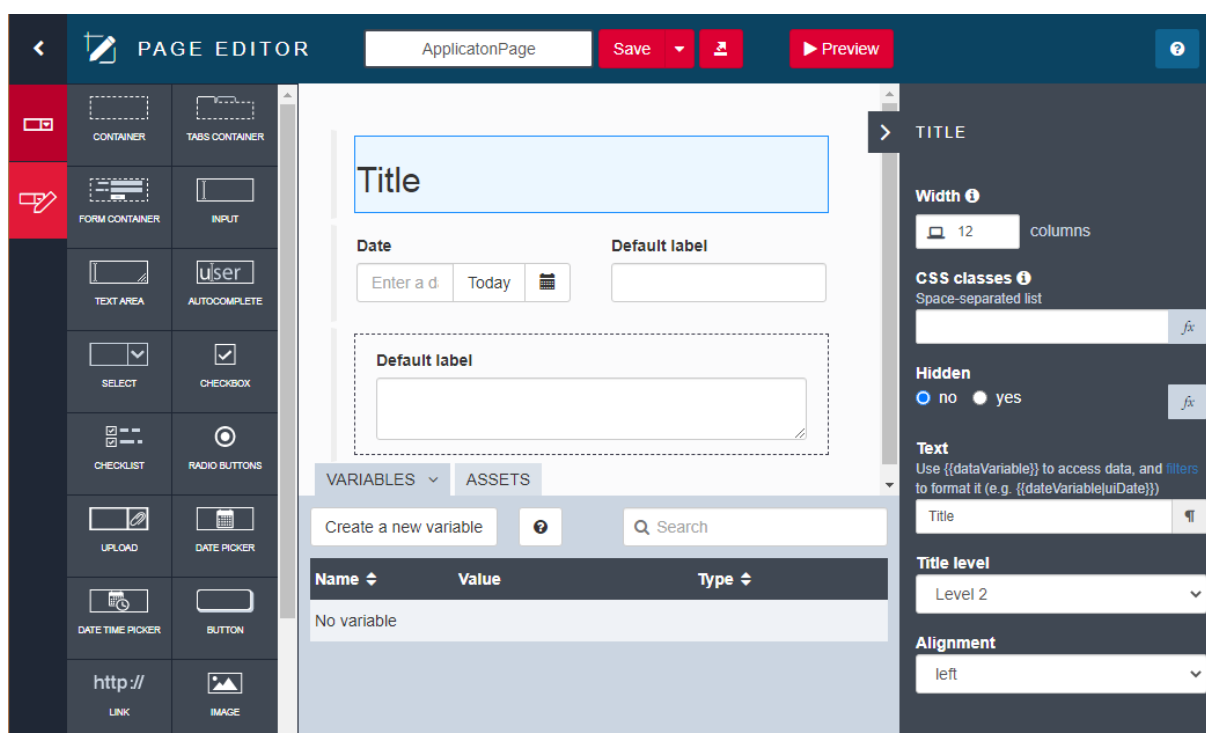 PAGE EDITOR
ApplicatonPage
Save
Preview
CONTAINER
TABS CONTAINER
FORM CONTAINER
INPUT
TEXT AREA
user
AUTOCOMPLETE
SELECT
CHECKBOX
CHECKLIST
RADIO BUTTONS
UPLOAD
DATE PICKER
DATE TIME PICKER
BUTTON
http://
LINK
IMAGE
Title
Date
Default label
Enter a d
Today
Default label
VARIABLES
ASSETS
Create a new variable
Search
Name
Value
Type
No variable
TITLE
Width
12
columns
CSS classes
Space-separated list
fx
Hidden
no
yes
fx
Text
Use {{dataVariable}} to access data, and filters
to format it (e.g. {{dateVariable|uiDate}})
Title
¶
Title level
Level 2
Alignment
left